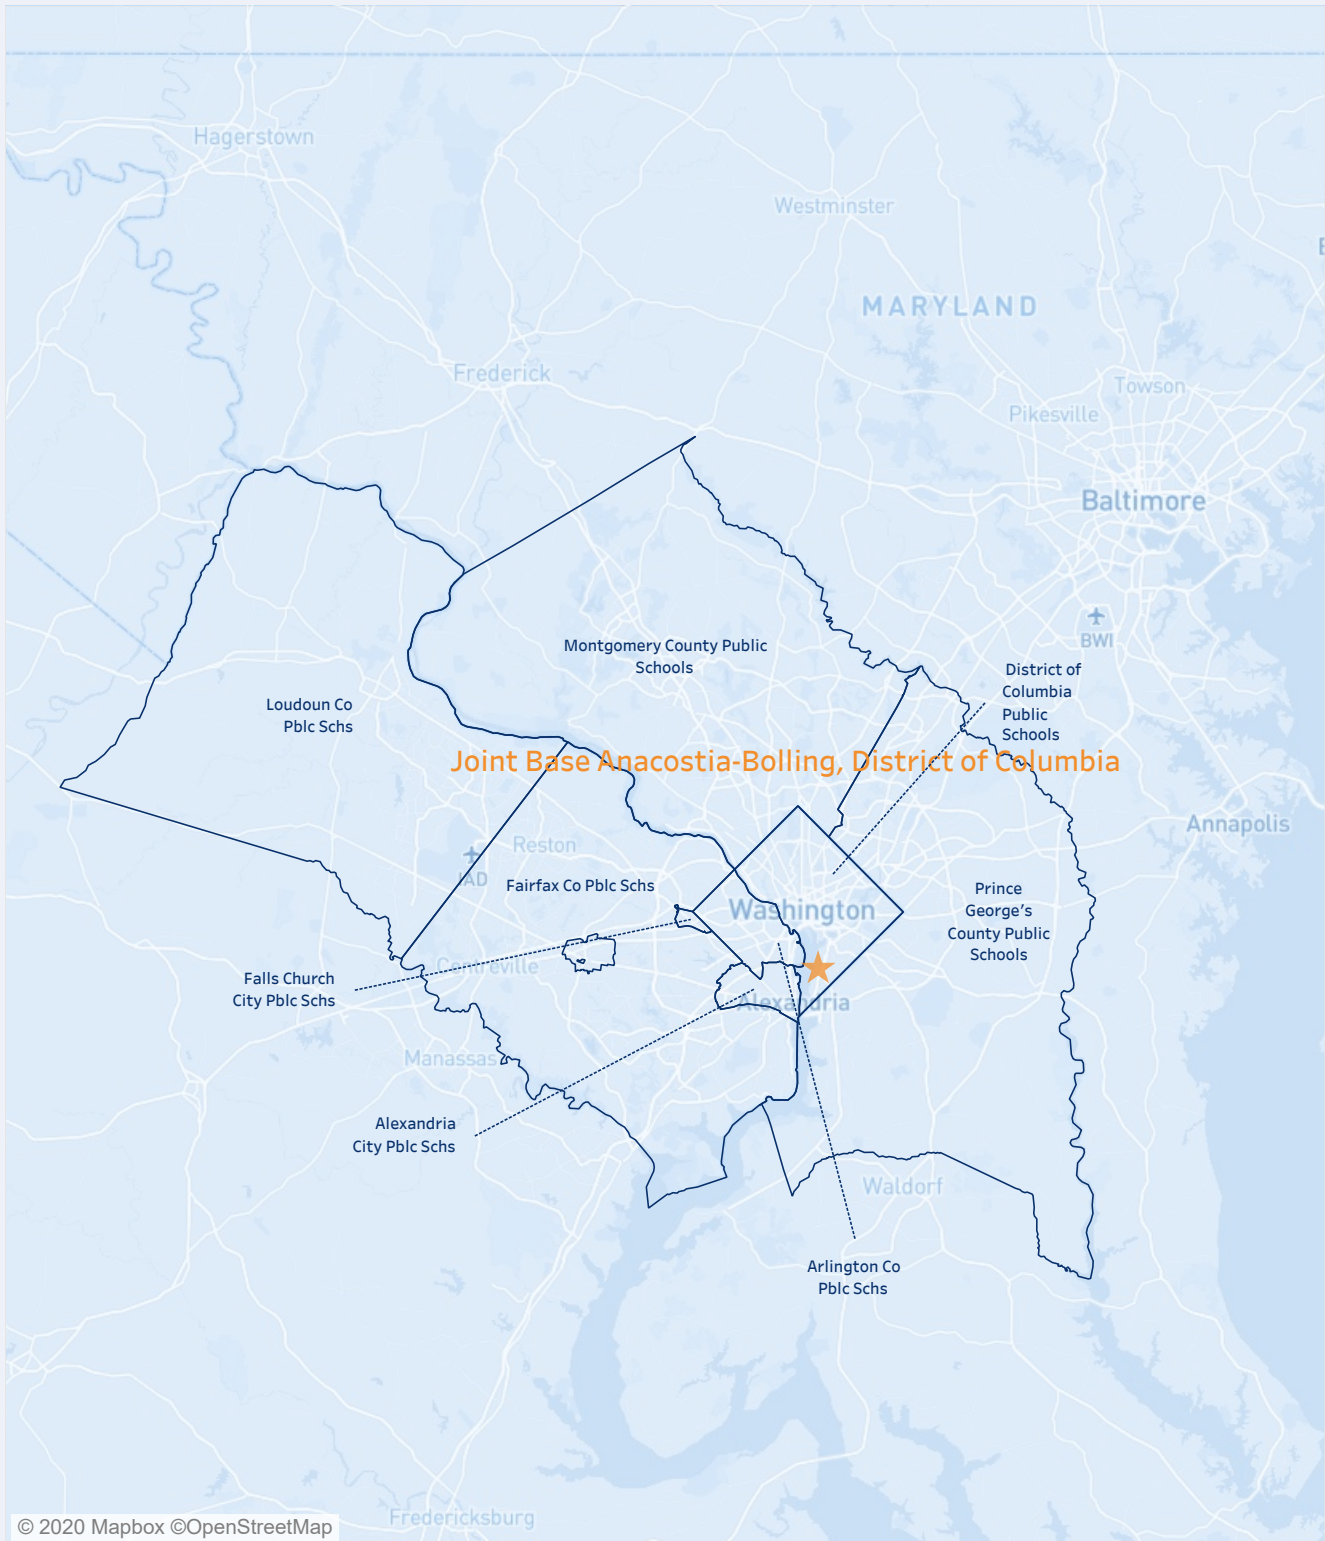 Hagerstown
Westminster
MARYLAND
Frederick
Towson
Pikesville
Baltimore
BWI
Montgomery County Public
Schools
District of
Columbia
Public
Schools
Loudoun Co
Pblc Schs
Joint Base Anacostia-Bolling, District of Columbia
Annapolis
Reston
IAD
Fairfax Co Pblc Schs
Washington
Prince
George's
County Public
Schools
Centreville
Falls Church
City Pblc Schs
Alexandria
Manassas
Alexandria
City Pblc Schs
Waldorf
Arlington Co
Pblc Schs
Fredericksburg
© 2020 Mapbox ©OpenStreetMap